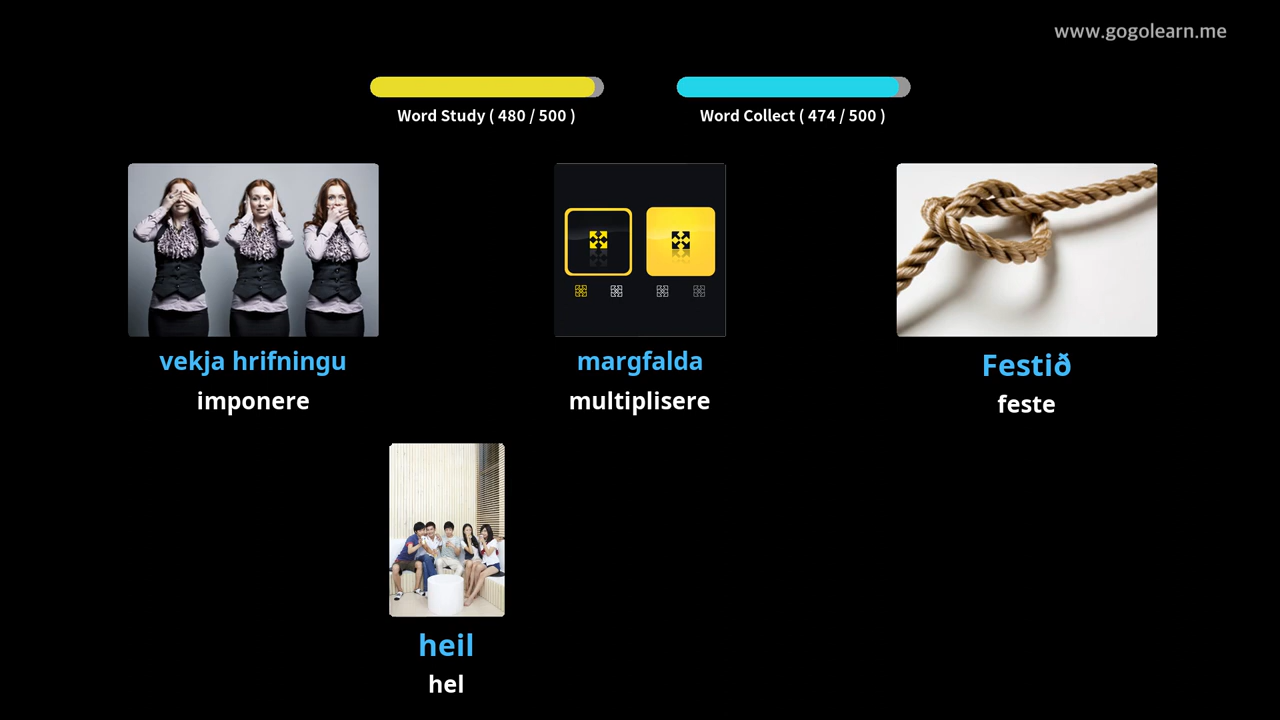 www.gogolearn.me
Word Study ( 480 / 500 )
Word Collect ( 474 / 500 )
vekja hrifningu
imponere
margfalda
multiplisere
Festið
feste
heil
hel